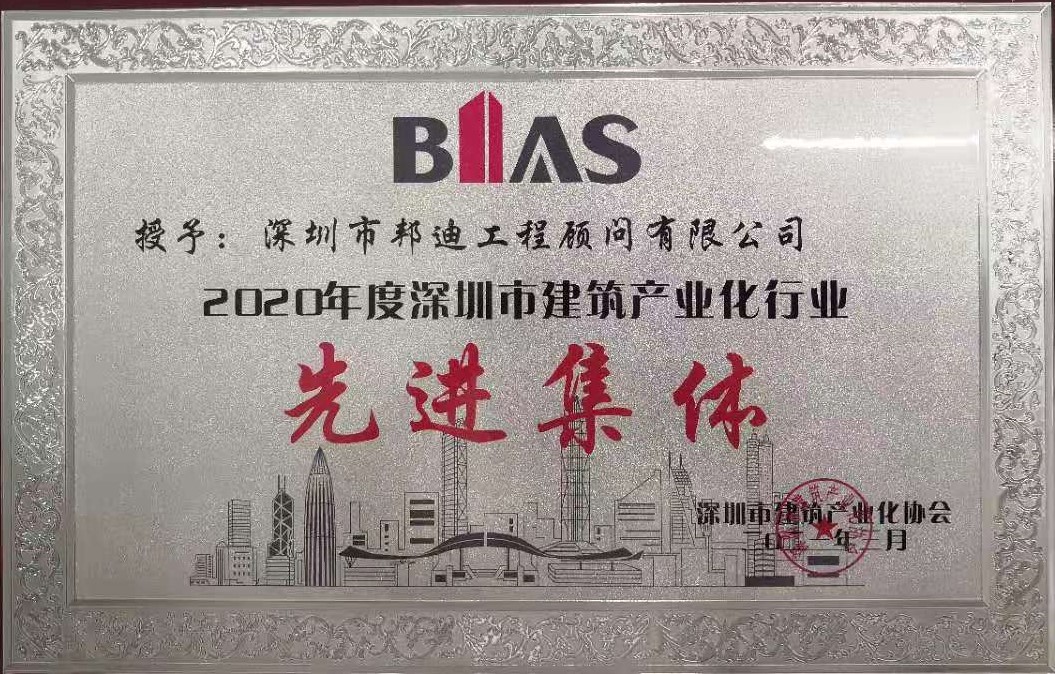 BIAS
授予：深圳市邦迪工程顾问有限公司
2020年度深圳市建筑产业化行业
先进集体
深圳市建筑产业化协会
年 月